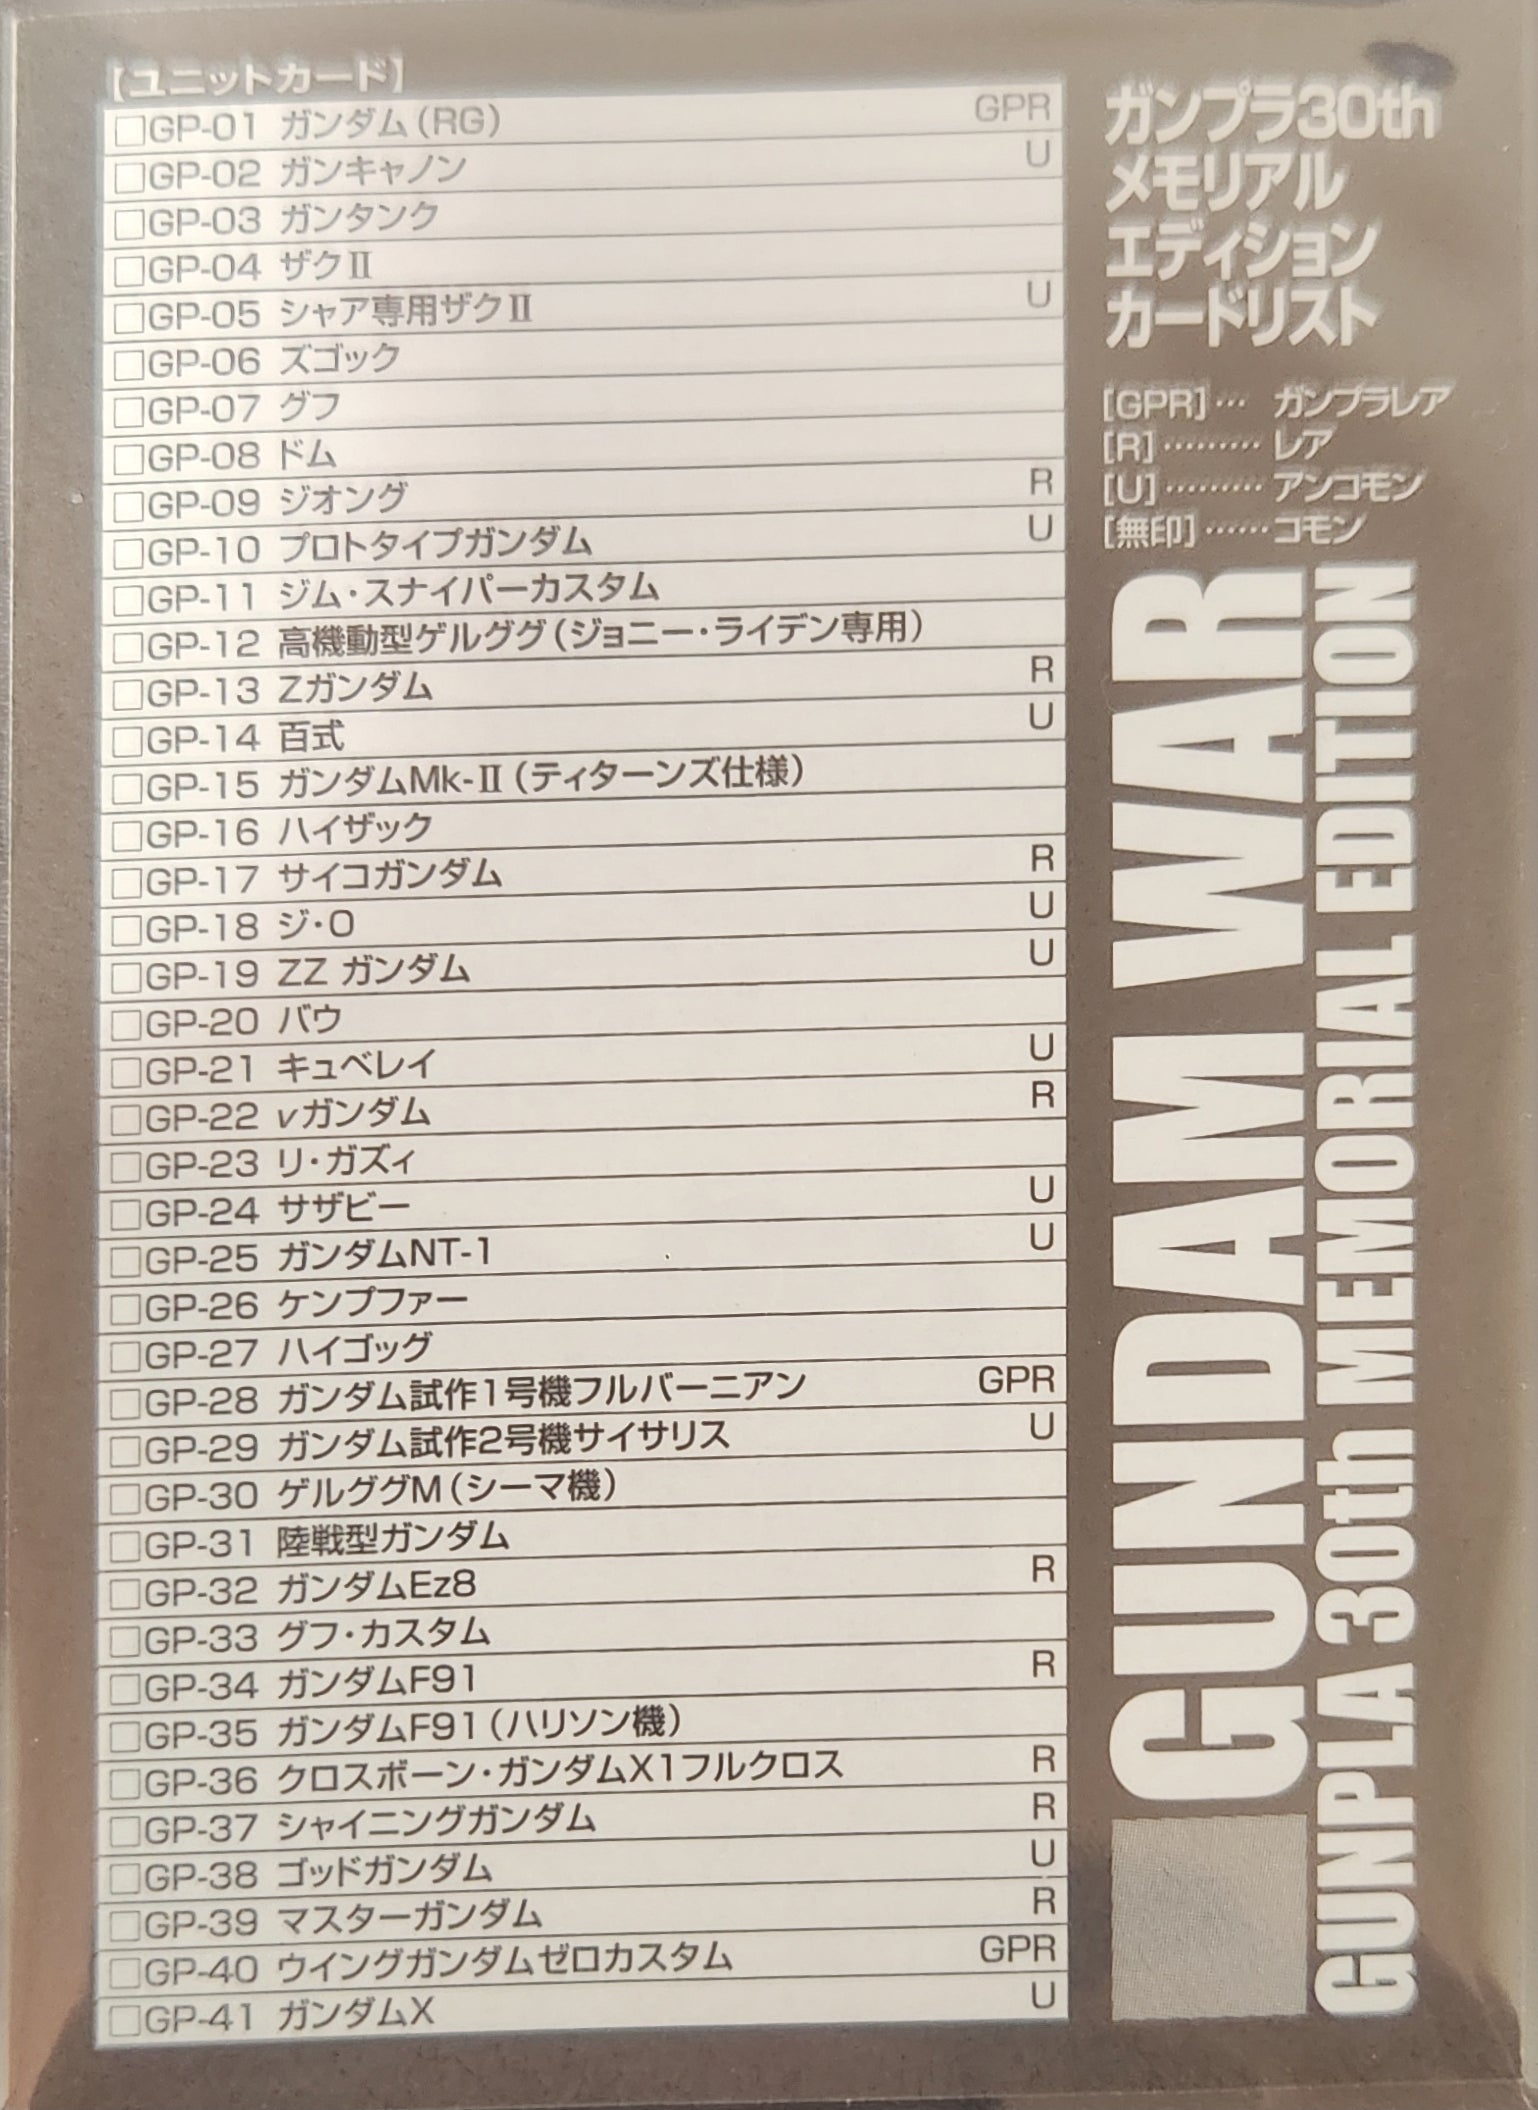 【ユニットカード】
□GP-01 ガンダム(RG) GPR
□GP-02 ガンキャノン U
□GP-03 ガンタンク
□GP-04 ザクⅡ
□GP-05 シャア専用ザクⅡ U
□GP-06 ズゴック
□GP-07 グフ
□GP-08 ドム
□GP-09 ジオング R
□GP-10 プロトタイプガンダム U
□GP-11 ジム・スナイパーカスタム
□GP-12 高機動型ゲルググ(ジョニー・ライデン専用)
□GP-13 Zガンダム R
□GP-14 百式 U
□GP-15 ガンダムMk-Ⅱ(ティターンズ仕様)
□GP-16 ハイザック
□GP-17 サイコガンダム R
□GP-18 ジ・O U
□GP-19 ZZ ガンダム U
□GP-20 バウ
□GP-21 キュベレイ U
□GP-22 νガンダム R
□GP-23 リ・ガズィ
□GP-24 サザビー U
□GP-25 ガンダムNT-1 U
□GP-26 ケンプファー
□GP-27 ハイゴッグ
□GP-28 ガンダム試作1号機フルバーニアン GPR
□GP-29 ガンダム試作2号機サイサリス U
□GP-30 ゲルググM(シーマ機)
□GP-31 陸戦型ガンダム
□GP-32 ガンダムEz8 R
□GP-33 グフ・カスタム
□GP-34 ガンダムF91 R
□GP-35 ガンダムF91(ハリソン機)
□GP-36 クロスボーン・ガンダムX1フルクロス R
□GP-37 シャイニングガンダム R
□GP-38 ゴッドガンダム U
□GP-39 マスターガンダム R
□GP-40 ウイングガンダムゼロカスタム GPR
□GP-41 ガンダムX U
ガンプラ30th
メモリアル
エディション
カードリスト
[GPR]… ガンプラレア
[R]……… レア
[U]……… アンコモン
[無印]…… コモン
GUNDAM WAR
GUNPLA 30th MEMORIAL EDITION